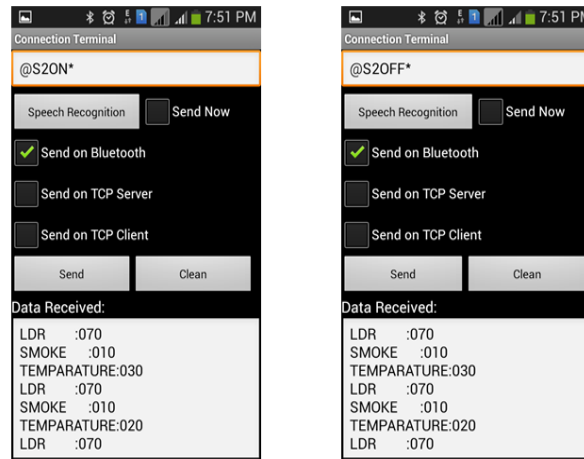 7:51 PM
Connection Terminal
@S2ON*
Speech Recognition Send Now
Send on Bluetooth
Send on TCP Server
Send on TCP Client
Send Clean
Data Received:
LDR :070
SMOKE :010
TEMPARATURE:030
LDR :070
SMOKE :010
TEMPARATURE:020
LDR :070
7:51 PM
Connection Terminal
@S2OFF*
Speech Recognition Send Now
Send on Bluetooth
Send on TCP Server
Send on TCP Client
Send Clean
Data Received:
LDR :070
SMOKE :010
TEMPARATURE:030
LDR :070
SMOKE :010
TEMPARATURE:020
LDR :070